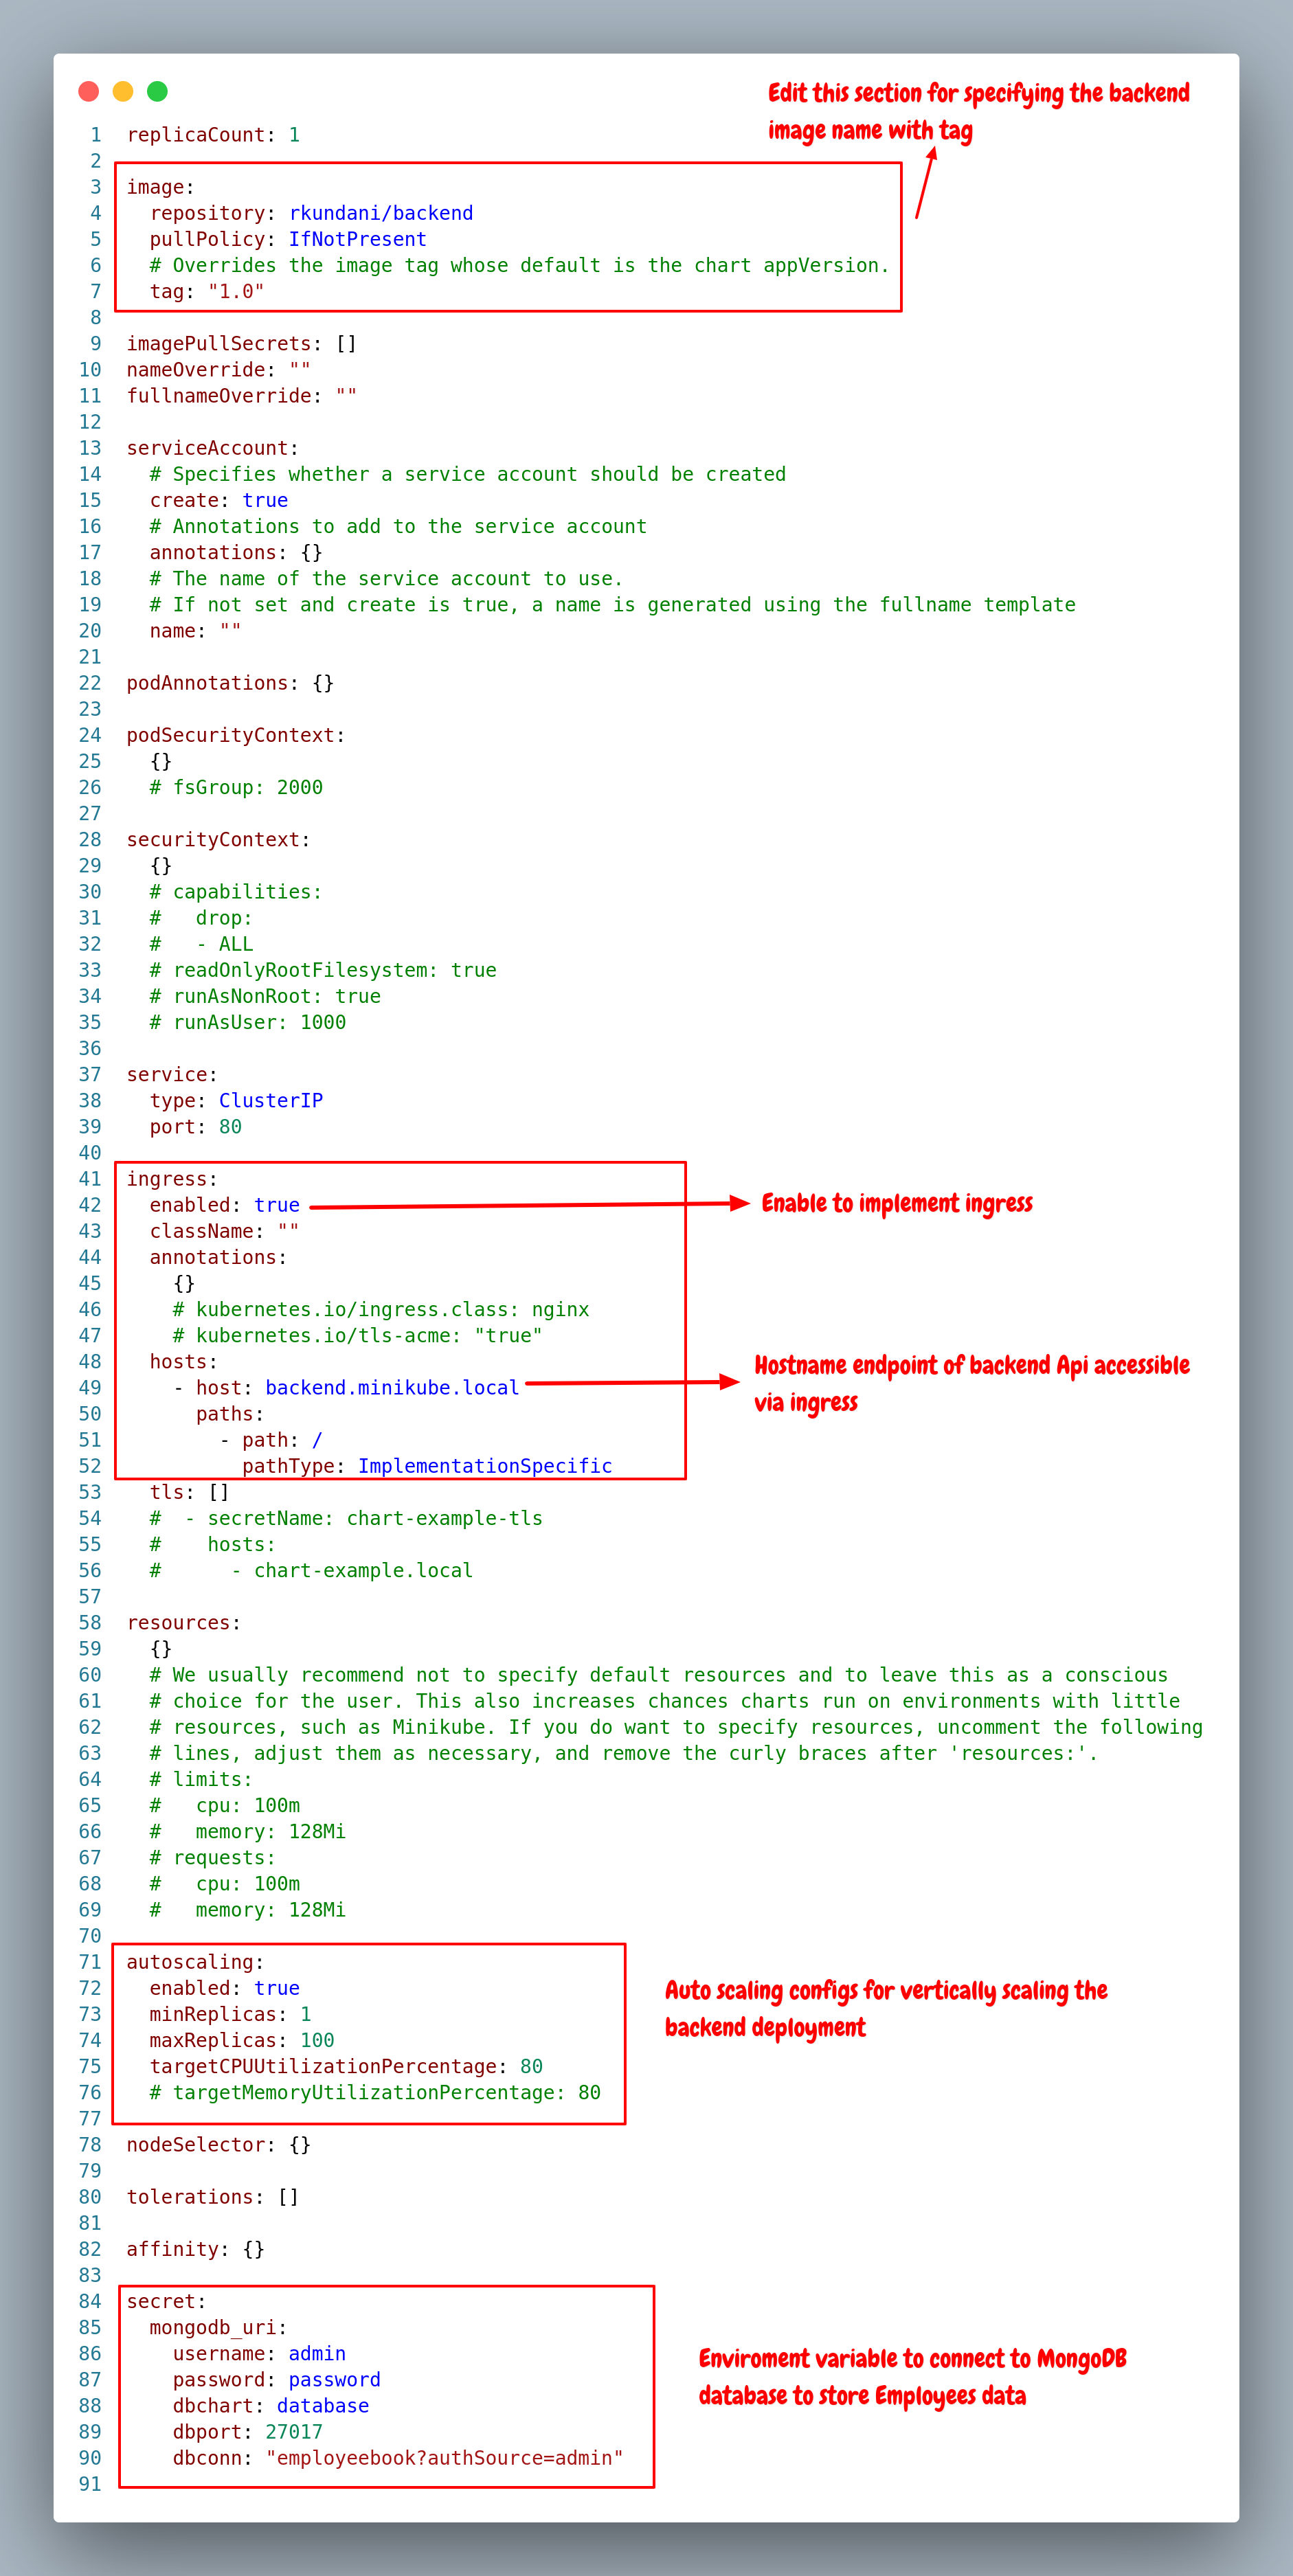 Edit this section for specifying the backend
image name with tag
1 replicaCount: 1
2
3 image:
4   repository: rkundani/backend
5   pullPolicy: IfNotPresent
6   # Overrides the image tag whose default is the chart appVersion.
7   tag: "1.0"
8
9 imagePullSecrets: []
10 nameOverride: ""
11 fullnameOverride: ""
12
13 serviceAccount:
14   # Specifies whether a service account should be created
15   create: true
16   # Annotations to add to the service account
17   annotations: {}
18   # The name of the service account to use.
19   # If not set and create is true, a name is generated using the fullname template
20   name: ""
21
22 podAnnotations: {}
23
24 podSecurityContext:
25   {}
26   # fsGroup: 2000
27
28 securityContext:
29   {}
30   # capabilities:
31   #   drop:
32   #   - ALL
33   # readOnlyRootFilesystem: true
34   # runAsNonRoot: true
35   # runAsUser: 1000
36
37 service:
38   type: ClusterIP
39   port: 80
40
41 ingress:
42   enabled: true
Enable to implement ingress
43   className: ""
44   annotations:
45     {}
46     # kubernetes.io/ingress.class: nginx
47     # kubernetes.io/tls-acme: "true"
48   hosts:
49     - host: backend.minikube.local
Hostname endpoint of backend Api accessible
via ingress
50       paths:
51         - path: /
52           pathType: ImplementationSpecific
53   tls: []
54   #  - secretName: chart-example-tls
55   #    hosts:
56   #      - chart-example.local
57
58 resources:
59   {}
60   # We usually recommend not to specify default resources and to leave this as a conscious
61   # choice for the user. This also increases chances charts run on environments with little
62   # resources, such as Minikube. If you do want to specify resources, uncomment the following
63   # lines, adjust them as necessary, and remove the curly braces after 'resources:'.
64   # limits:
65   #   cpu: 100m
66   #   memory: 128Mi
67   # requests:
68   #   cpu: 100m
69   #   memory: 128Mi
70
71 autoscaling:
72   enabled: true
73   minReplicas: 1
74   maxReplicas: 100
75   targetCPUUtilizationPercentage: 80
76   # targetMemoryUtilizationPercentage: 80
77
Auto scaling configs for vertically scaling the
backend deployment
78 nodeSelector: {}
79
80 tolerations: []
81
82 affinity: {}
83
84 secret:
85   mongodb_uri:
86     username: admin
87     password: password
88     dbchart: database
89     dbport: 27017
90     dbconn: "employeebook?authSource=admin"
91
Enviroment variable to connect to MongoDB
database to store Employees data